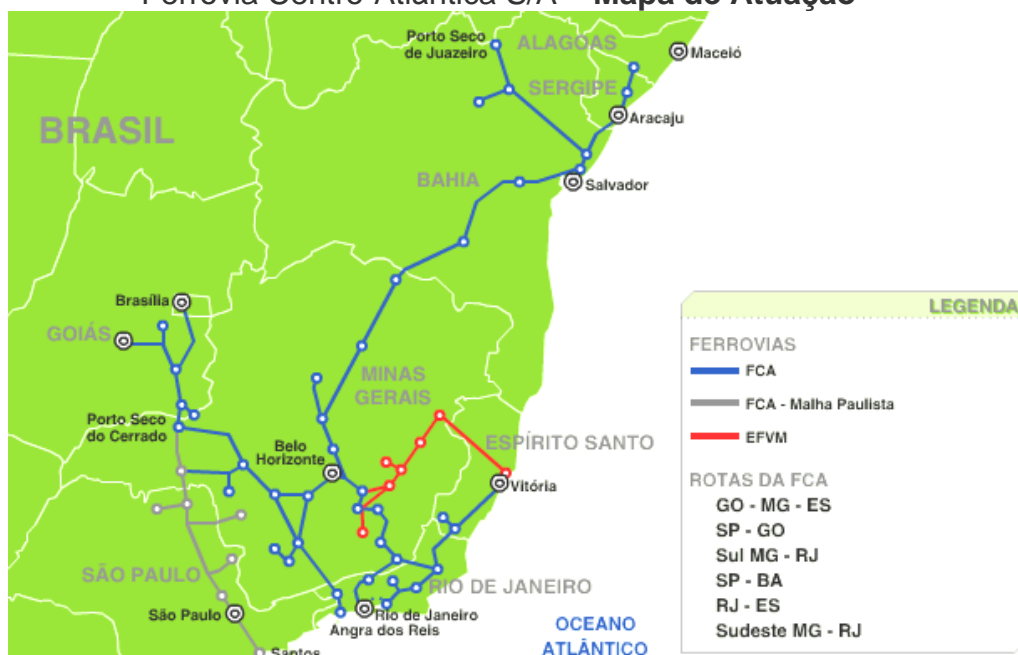 Ferrovia Centro Atlântica S/A – Mapa de Atuação
Porto Seco
de Juazeiro
ALAGOAS
Maceió
SERGIPE
Aracaju
BRASIL
BAHIA
Salvador
Brasília
GOIÁS
LEGENDA
FERROVIAS
FCA
FCA - Malha Paulista
EFVM
ROTAS DA FCA
GO - MG - ES
SP - GO
Sul MG - RJ
SP - BA
RJ - ES
Sudeste MG - RJ
MINAS
GERAIS
Porto Seco
do Cerrado
Belo
Horizonte
ESPÍRITO SANTO
Vitória
SÃO PAULO
RIO DE JANEIRO
São Paulo
Rio de Janeiro
Angra dos Reis
OCEANO
ATLÂNTICO
Santos